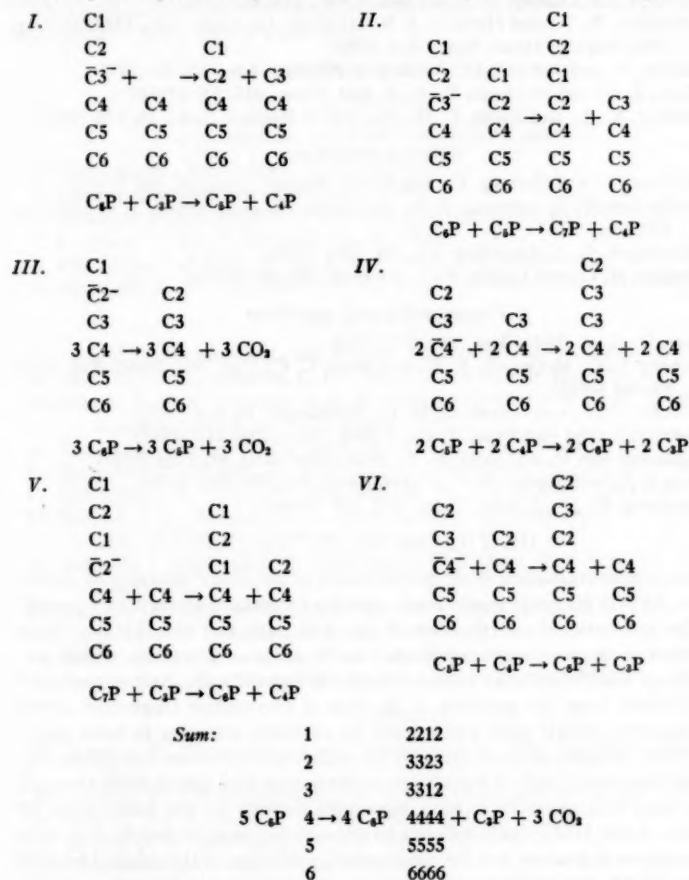 I. C1
C2 C1
C̄3⁻ + → C2 + C3
C4 C4 C4 C4
C5 C5 C5 C5
C6 C6 C6 C6
C₆P + C₃P → C₅P + C₄P
II. C1
C1 C2
C2 C1 C1
C̄3⁻ C2 C2 C3
+ → +
C4 C4 C4 C4
C5 C5 C5 C5
C6 C6 C6 C6
C₆P + C₅P → C₇P + C₄P
III. C1
C̄2⁻ C2
C3 C3
3 C4 → 3 C4 + 3 CO₂
C5 C5
C6 C6
3 C₆P → 3 C₅P + 3 CO₂
IV. C2
C2 C3
C3 C3 C3
2 C̄4⁻ + 2 C4 → 2 C4 + 2 C4
C5 C5 C5 C5
C6 C6 C6 C6
2 C₅P + 2 C₄P → 2 C₆P + 2 C₃P
V. C1
C2 C1
C1 C2
C̄2⁻ C1 C2
C4 + C4 → C4 + C4
C5 C5 C5 C5
C6 C6 C6 C6
C₇P + C₃P → C₆P + C₄P
VI. C2
C2 C3
C3 C2 C2
C̄4⁻ + C4 → C4 + C4
C5 C5 C5 C5
C6 C6 C6 C6
C₅P + C₄P → C₆P + C₃P
Sum: 1 2212
2 3323
3 3312
5 C₆P 4 → 4 C₆P 4444 + C₃P + 3 CO₂
5 5555
6 6666